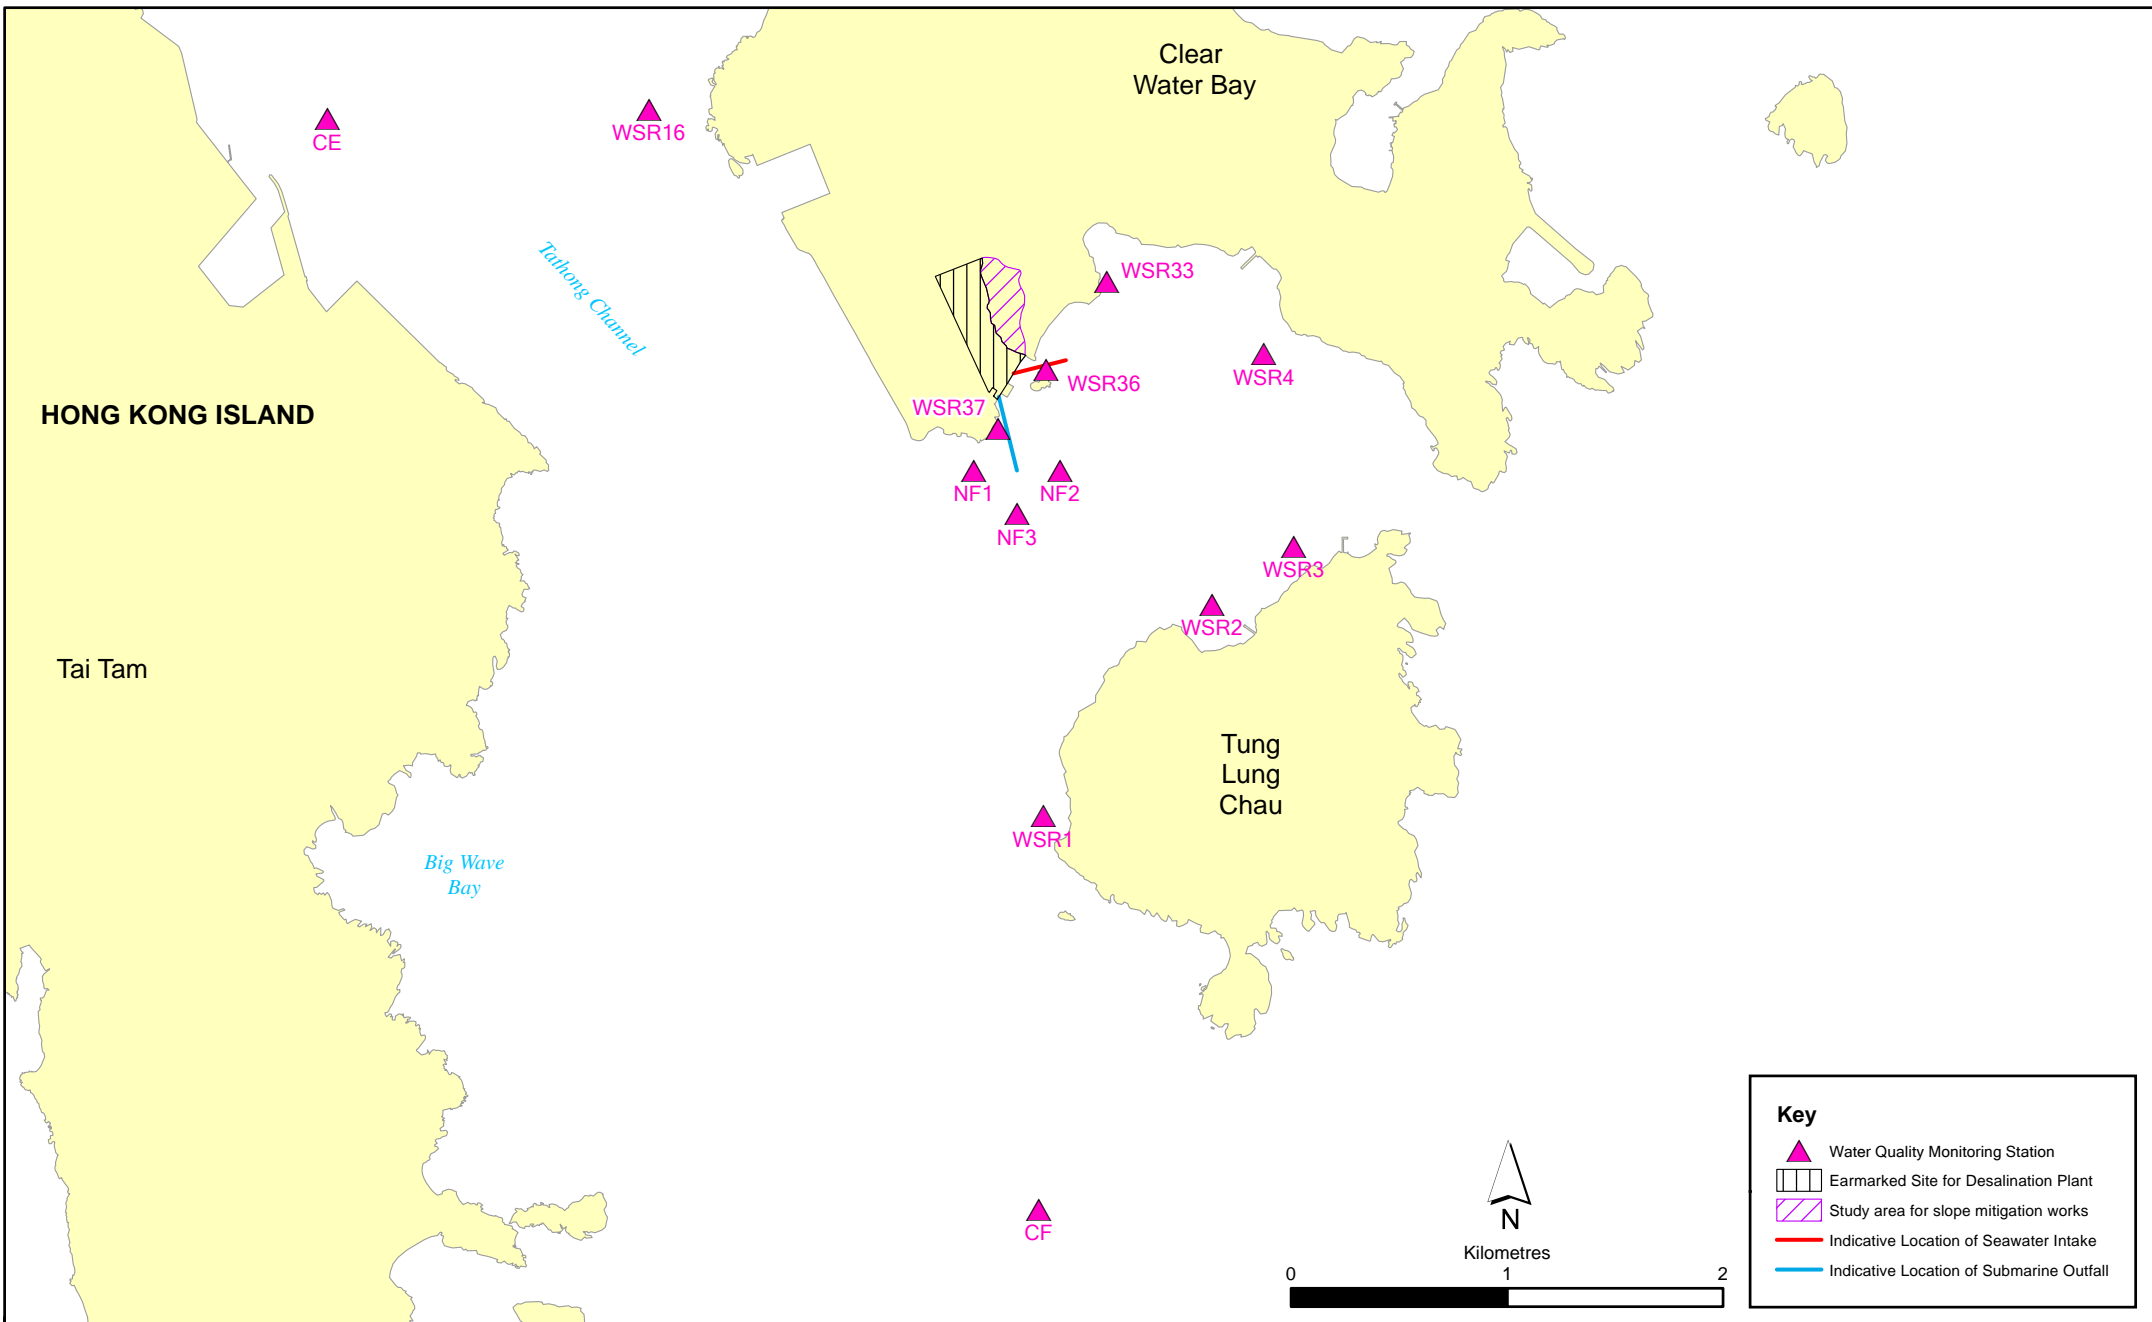 Clear
Water Bay
CE
WSR16
Tathong Channel
WSR33
WSR36
WSR4
WSR37
HONG KONG ISLAND
NF1
NF2
NF3
WSR3
WSR2
Tai Tam
Tung
Lung
Chau
WSR1
Big Wave
Bay
CF
N
Kilometres
0 1 2
Key
Water Quality Monitoring Station
Earmarked Site for Desalination Plant
Study area for slope mitigation works
Indicative Location of Seawater Intake
Indicative Location of Submarine Outfall